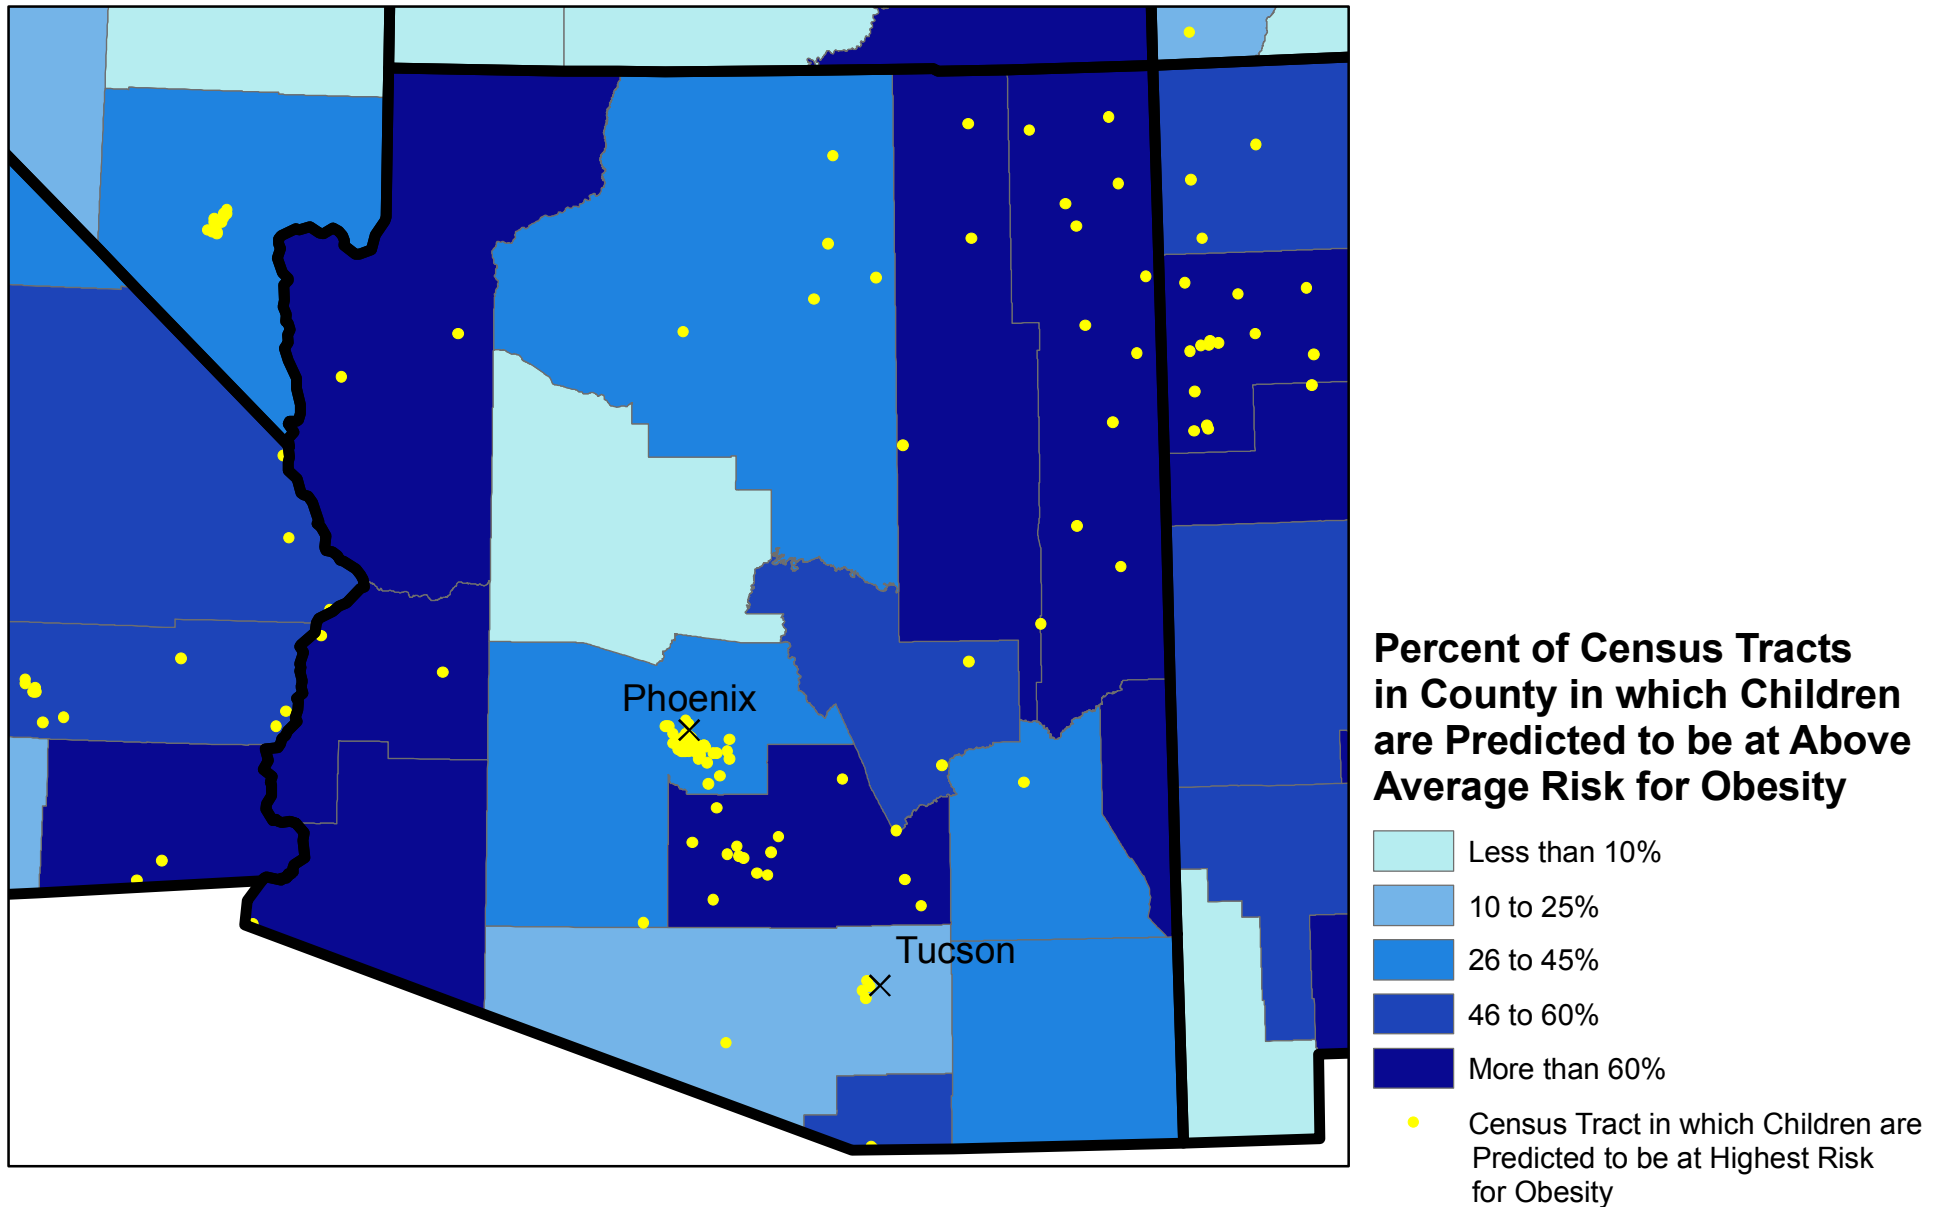 Phoenix
Tucson
Percent of Census Tracts
in County in which Children
are Predicted to be at Above
Average Risk for Obesity
Less than 10%
10 to 25%
26 to 45%
46 to 60%
More than 60%
Census Tract in which Children are
Predicted to be at Highest Risk
for Obesity